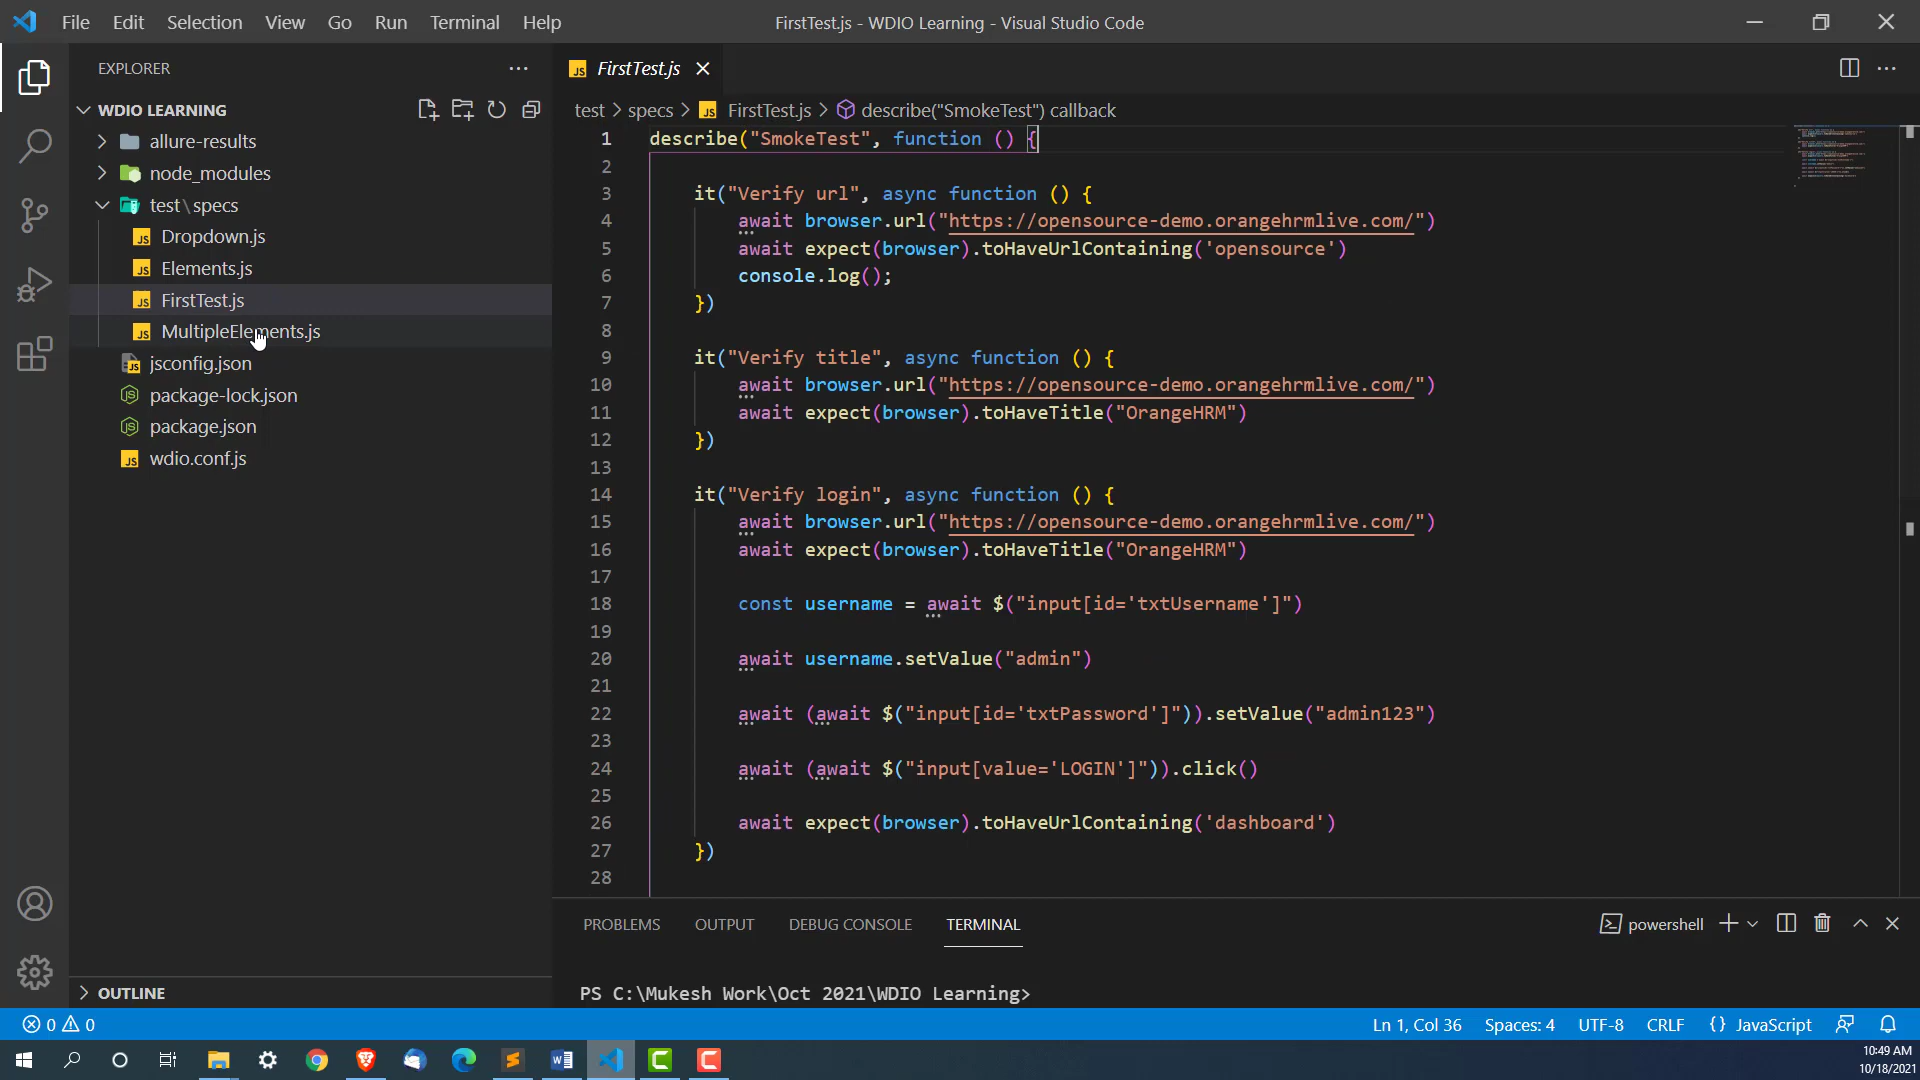 File Edit Selection View Go Run Terminal Help
FirstTest.js - WDIO Learning - Visual Studio Code
EXPLORER
WDIO LEARNING
allure-results
node_modules
test\specs
Dropdown.js
Elements.js
FirstTest.js
MultipleElements.js
jsconfig.json
package-lock.json
package.json
wdio.conf.js
OUTLINE
FirstTest.js
test > specs > FirstTest.js > describe("SmokeTest") callback
1 describe("SmokeTest", function () {
2
3 it("Verify url", async function () {
4 await browser.url("https://opensource-demo.orangehrmlive.com/")
5 await expect(browser).toHaveUrlContaining('opensource')
6 console.log();
7 })
8
9 it("Verify title", async function () {
10 await browser.url("https://opensource-demo.orangehrmlive.com/")
11 await expect(browser).toHaveTitle("OrangeHRM")
12 })
13
14 it("Verify login", async function () {
15 await browser.url("https://opensource-demo.orangehrmlive.com/")
16 await expect(browser).toHaveTitle("OrangeHRM")
17
18 const username = await $("input[id='txtUsername']")
19
20 await username.setValue("admin")
21
22 await (await $("input[id='txtPassword']")).setValue("admin123")
23
24 await (await $("input[value='LOGIN']")).click()
25
26 await expect(browser).toHaveUrlContaining('dashboard')
27 })
28
PROBLEMS OUTPUT DEBUG CONSOLE TERMINAL
powershell
PS C:\Mukesh Work\Oct 2021\WDIO Learning>
0 0
Ln 1, Col 36 Spaces: 4 UTF-8 CRLF {} JavaScript
10:49 AM
10/18/2021